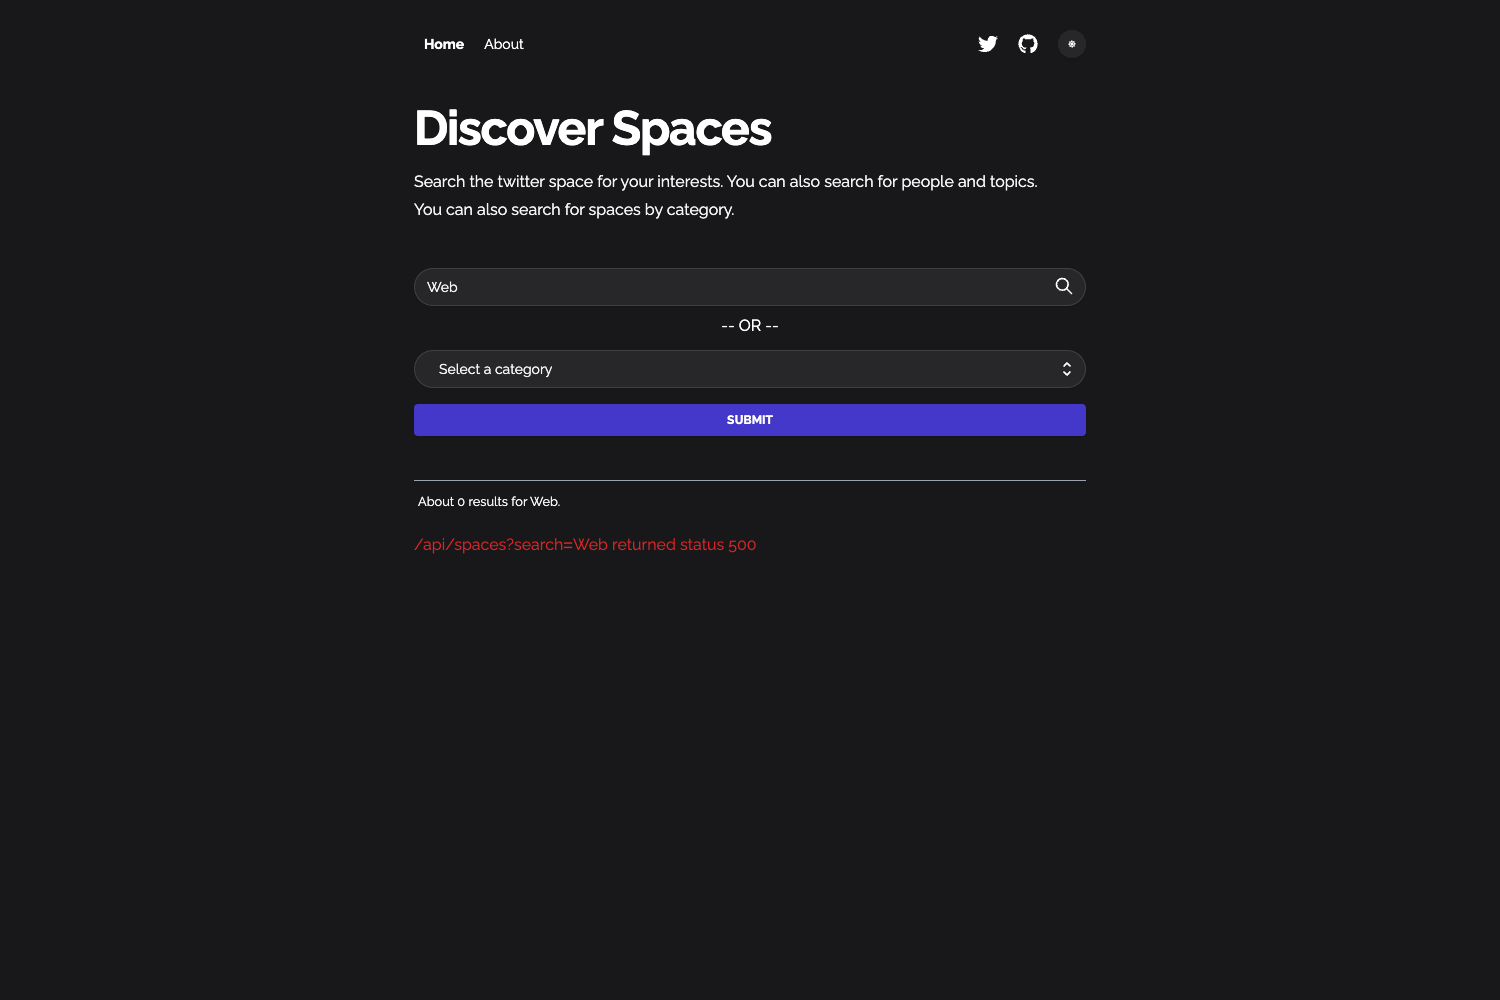 Home About
Discover Spaces
Search the twitter space for your interests. You can also search for people and topics.
You can also search for spaces by category.
Web
-- OR --
Select a category
SUBMIT
About 0 results for Web.
/api/spaces?search=Web returned status 500